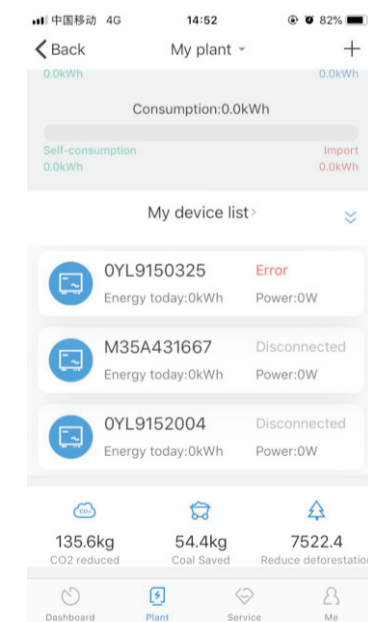 中国移动 4G 14:52 82%
Back My plant +
0.0kWh 0.0kWh
Consumption:0.0kWh
Self-consumption Import
0.0kWh 0.0kWh
My device list>
0YL9150325 Error
Energy today:0kWh Power:0W
M35A431667 Disconnected
Energy today:0kWh Power:0W
0YL9152004 Disconnected
Energy today:0kWh Power:0W
CO₂
135.6kg 54.4kg 7522.4
CO2 reduced Coal Saved Reduce deforestation
Dashboard Plant Service Me